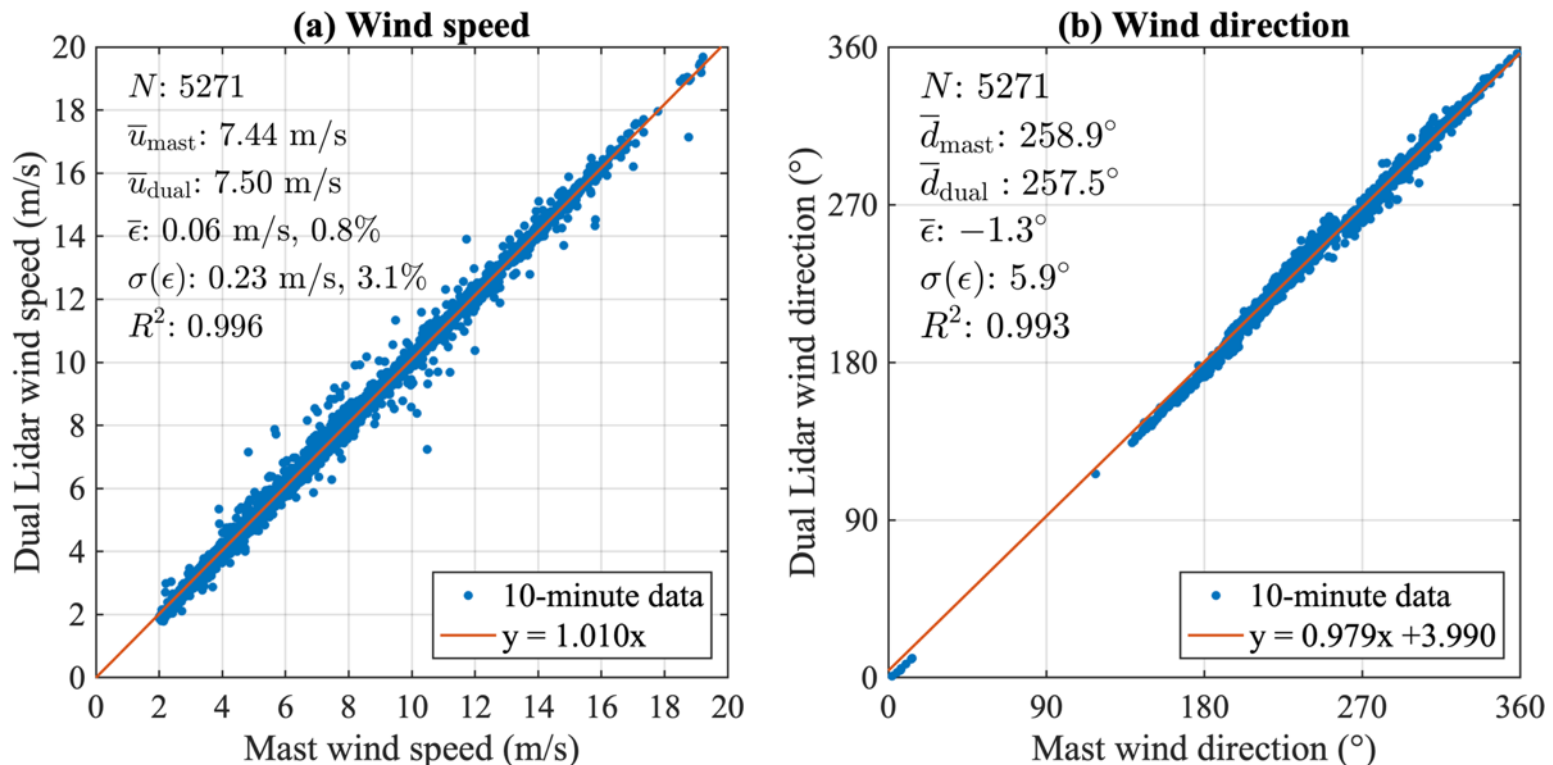 (a) Wind speed
N: 5271
u̅mast: 7.44 m/s
u̅dual: 7.50 m/s
ϵ̅: 0.06 m/s, 0.8%
σ(ϵ): 0.23 m/s, 3.1%
R²: 0.996
20
18
16
14
12
10
8
6
4
2
0
Dual Lidar wind speed (m/s)
10-minute data
y = 1.010x
0 2 4 6 8 10 12 14 16 18 20
Mast wind speed (m/s)
(b) Wind direction
N: 5271
d̅mast: 258.9°
d̅dual : 257.5°
ϵ̅: −1.3°
σ(ϵ): 5.9°
R²: 0.993
360
270
180
90
0
Dual Lidar wind direction (°)
10-minute data
y = 0.979x +3.990
0 90 180 270 360
Mast wind direction (°)